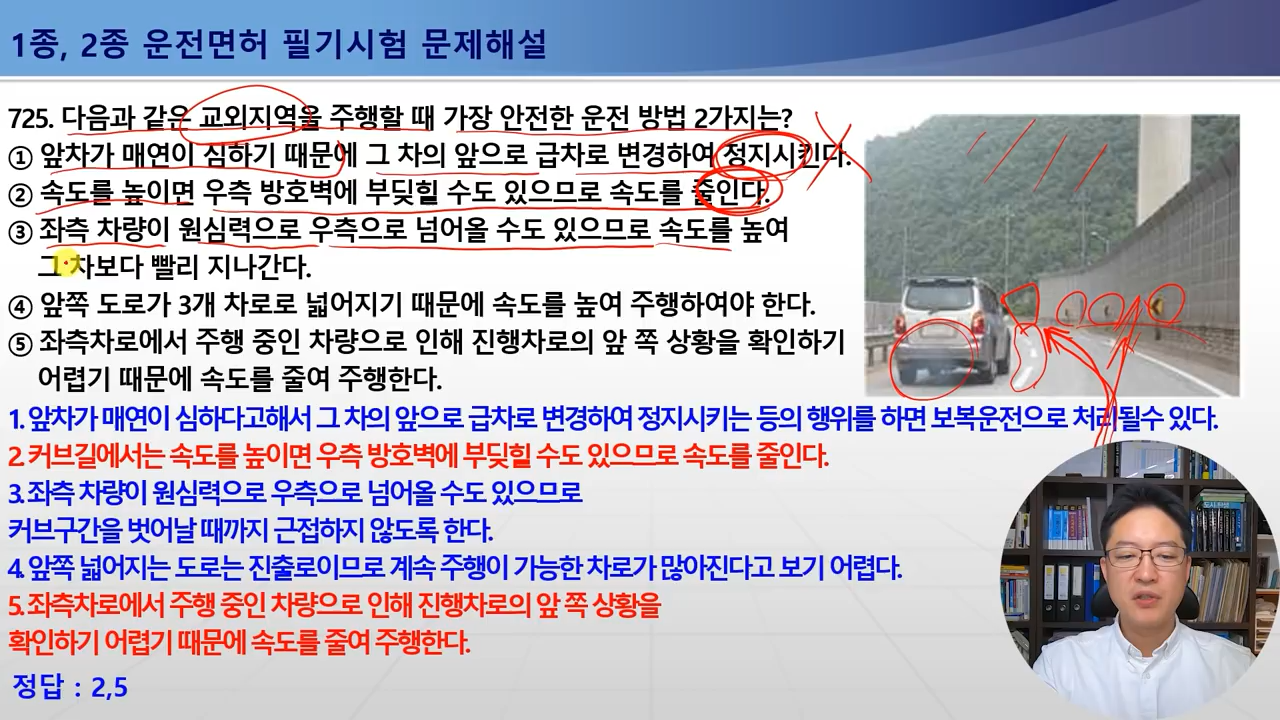 1종, 2종 운전면허 필기시험 문제해설
725. 다음과 같은 교외지역을 주행할 때 가장 안전한 운전 방법 2가지는?
① 앞차가 매연이 심하기 때문에 그 차의 앞으로 급차로 변경하여 정지시킨다.
② 속도를 높이면 우측 방호벽에 부딪힐 수도 있으므로 속도를 줄인다.
③ 좌측 차량이 원심력으로 우측으로 넘어올 수도 있으므로 속도를 높여
그 차보다 빨리 지나간다.
④ 앞쪽 도로가 3개 차로로 넓어지기 때문에 속도를 높여 주행하여야 한다.
⑤ 좌측차로에서 주행 중인 차량으로 인해 진행차로의 앞 쪽 상황을 확인하기
어렵기 때문에 속도를 줄여 주행한다.
1. 앞차가 매연이 심하다고해서 그 차의 앞으로 급차로 변경하여 정지시키는 등의 행위를 하면 보복운전으로 처리될수 있다.
2. 커브길에서는 속도를 높이면 우측 방호벽에 부딪힐 수도 있으므로 속도를 줄인다.
3. 좌측 차량이 원심력으로 우측으로 넘어올 수도 있으므로
커브구간을 벗어날 때까지 근접하지 않도록 한다.
4. 앞쪽 넓어지는 도로는 진출로이므로 계속 주행이 가능한 차로가 많아진다고 보기 어렵다.
5. 좌측차로에서 주행 중인 차량으로 인해 진행차로의 앞 쪽 상황을
확인하기 어렵기 때문에 속도를 줄여 주행한다.
정답 : 2,5